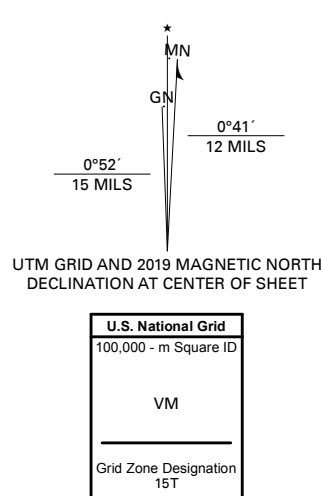 ★
MN
GN
0°41´
12 MILS
0°52´
15 MILS
UTM GRID AND 2019 MAGNETIC NORTH
DECLINATION AT CENTER OF SHEET
U.S. National Grid
100,000 - m Square ID
VM
Grid Zone Designation
15T